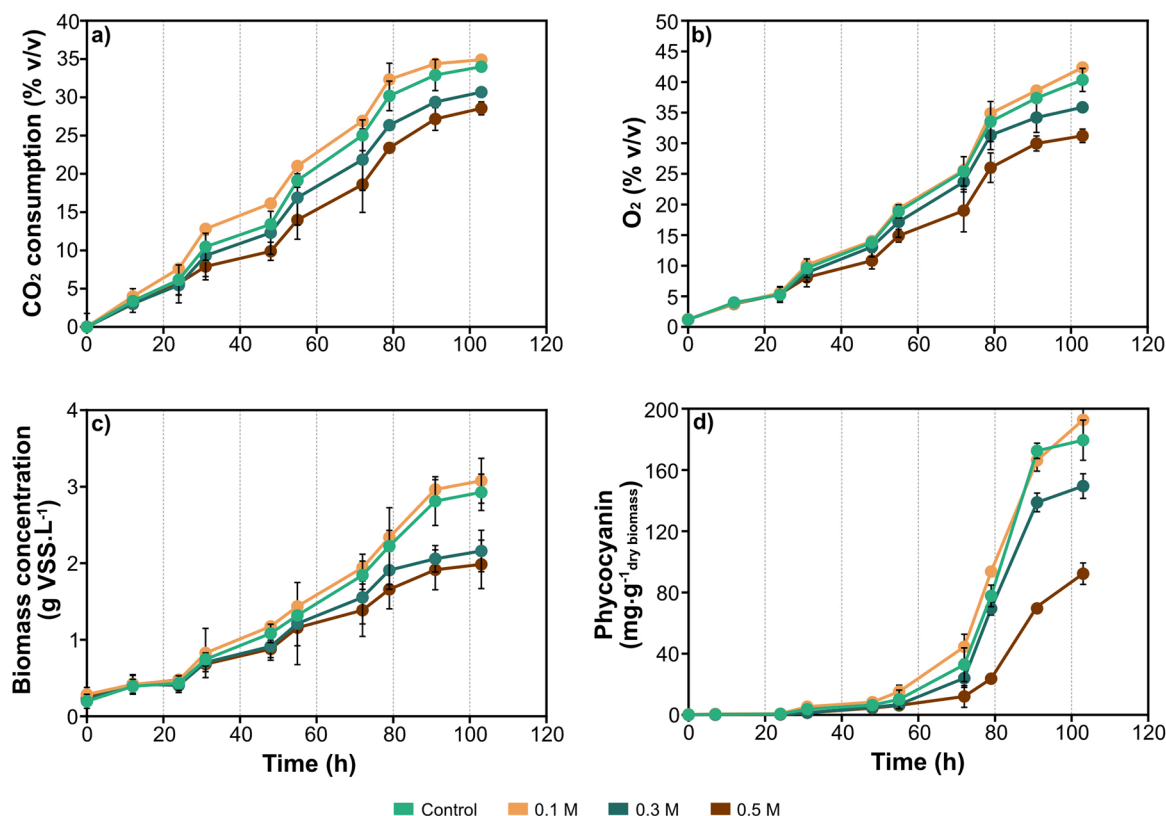 a)
CO₂ consumption (% v/v)
40
35
30
25
20
15
10
5
0
0 20 40 60 80 100 120
b)
O₂ (% v/v)
50
45
40
35
30
25
20
15
10
5
0
0 20 40 60 80 100 120
c)
Biomass concentration
(g VSS.L⁻¹)
4
3
2
1
0
0 20 40 60 80 100 120
Time (h)
d)
Phycocyanin
(mg·g⁻¹dry biomass)
200
160
120
80
40
0
0 20 40 60 80 100 120
Time (h)
Control 0.1 M 0.3 M 0.5 M